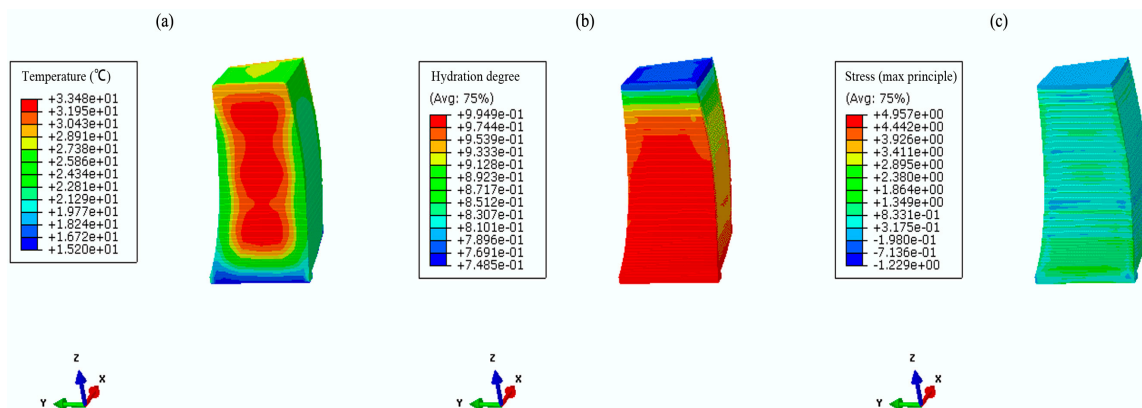 (a)
(b)
(c)
Temperature (℃)
+3.348e+01
+3.195e+01
+3.043e+01
+2.891e+01
+2.738e+01
+2.586e+01
+2.434e+01
+2.281e+01
+2.129e+01
+1.977e+01
+1.824e+01
+1.672e+01
+1.520e+01
Z
X
Y
Hydration degree
(Avg: 75%)
+9.949e-01
+9.744e-01
+9.539e-01
+9.333e-01
+9.128e-01
+8.923e-01
+8.717e-01
+8.512e-01
+8.307e-01
+8.101e-01
+7.896e-01
+7.691e-01
+7.485e-01
Z
X
Y
Stress (max principle)
(Avg: 75%)
+4.957e+00
+4.442e+00
+3.926e+00
+3.411e+00
+2.895e+00
+2.380e+00
+1.864e+00
+1.349e+00
+8.331e-01
+3.175e-01
-1.980e-01
-7.136e-01
-1.229e+00
Z
X
Y